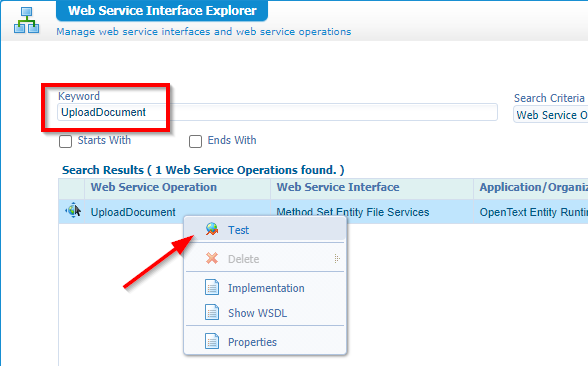 Web Service Interface Explorer
Manage web service interfaces and web service operations
Keyword
Search Criteria
UploadDocument
Web Service O
Starts With
Ends With
Search Results ( 1 Web Service Operations found. )
Web Service Operation
Web Service Interface
Application/Organiz
UploadDocument
Method Set Entity File Services
OpenText Entity Runtin
Test
Delete
Implementation
Show WSDL
Properties